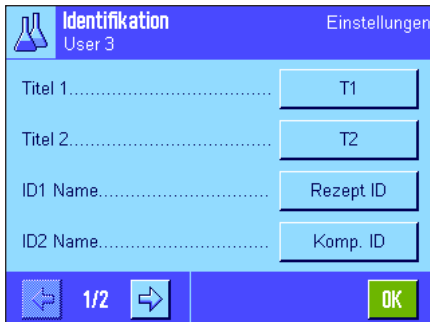 Identifikation Einstellungen
User 3
Titel 1........................................ T1
Titel 2........................................ T2
ID1 Name................................. Rezept ID
ID2 Name................................. Komp. ID
1/2 OK